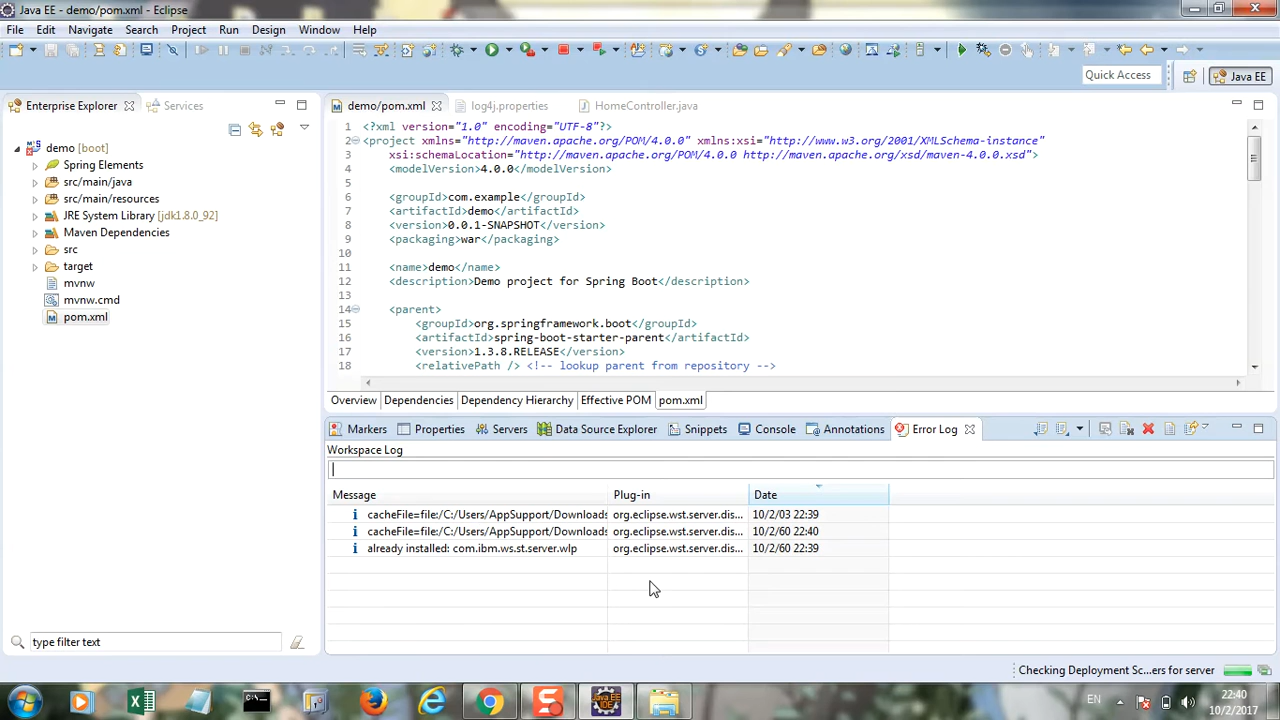 Java EE - demo/pom.xml - Eclipse
File Edit Navigate Search Project Run Design Window Help
Quick Access
Java EE
Enterprise Explorer
Services
demo [boot]
Spring Elements
src/main/java
src/main/resources
JRE System Library [jdk1.8.0_92]
Maven Dependencies
src
target
mvnw
mvnw.cmd
pom.xml
type filter text
demo/pom.xml
log4j.properties
HomeController.java
1 <?xml version="1.0" encoding="UTF-8"?>
2 <project xmlns="http://maven.apache.org/POM/4.0.0" xmlns:xsi="http://www.w3.org/2001/XMLSchema-instance"
3 xsi:schemaLocation="http://maven.apache.org/POM/4.0.0 http://maven.apache.org/xsd/maven-4.0.0.xsd">
4 <modelVersion>4.0.0</modelVersion>
5
6 <groupId>com.example</groupId>
7 <artifactId>demo</artifactId>
8 <version>0.0.1-SNAPSHOT</version>
9 <packaging>war</packaging>
10
11 <name>demo</name>
12 <description>Demo project for Spring Boot</description>
13
14 <parent>
15 <groupId>org.springframework.boot</groupId>
16 <artifactId>spring-boot-starter-parent</artifactId>
17 <version>1.3.8.RELEASE</version>
18 <relativePath /> <!-- lookup parent from repository -->
Overview Dependencies Dependency Hierarchy Effective POM pom.xml
Markers Properties Servers Data Source Explorer Snippets Console Annotations Error Log
Workspace Log
Message Plug-in Date
cacheFile=file:/C:/Users/AppSupport/Downloads org.eclipse.wst.server.dis... 10/2/03 22:39
cacheFile=file:/C:/Users/AppSupport/Downloads org.eclipse.wst.server.dis... 10/2/60 22:40
already installed: com.ibm.ws.st.server.wlp org.eclipse.wst.server.dis... 10/2/60 22:39
Checking Deployment Sc...ers for server
Java EE
IDE
EN
22:40
10/2/2017